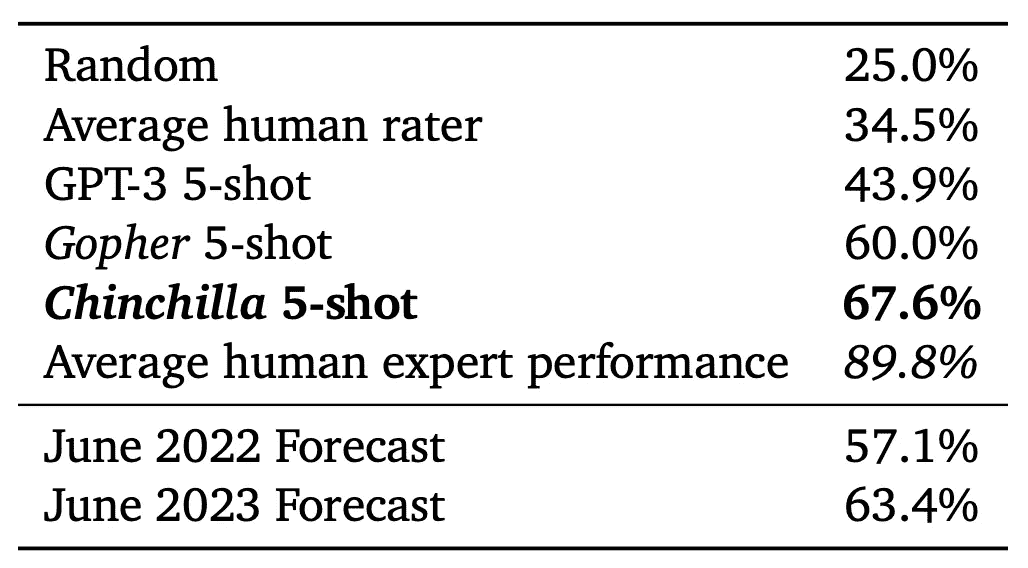 Random 25.0%
Average human rater 34.5%
GPT-3 5-shot 43.9%
Gopher 5-shot 60.0%
Chinchilla 5-shot 67.6%
Average human expert performance 89.8%
June 2022 Forecast 57.1%
June 2023 Forecast 63.4%